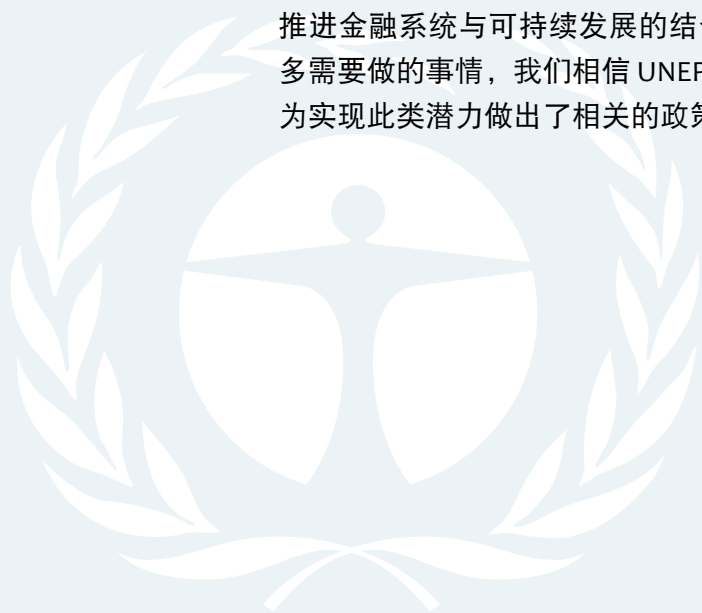 推进金融系统与可持续发展的结
多需要做的事情，我们相信 UNEP
为实现此类潜力做出了相关的政